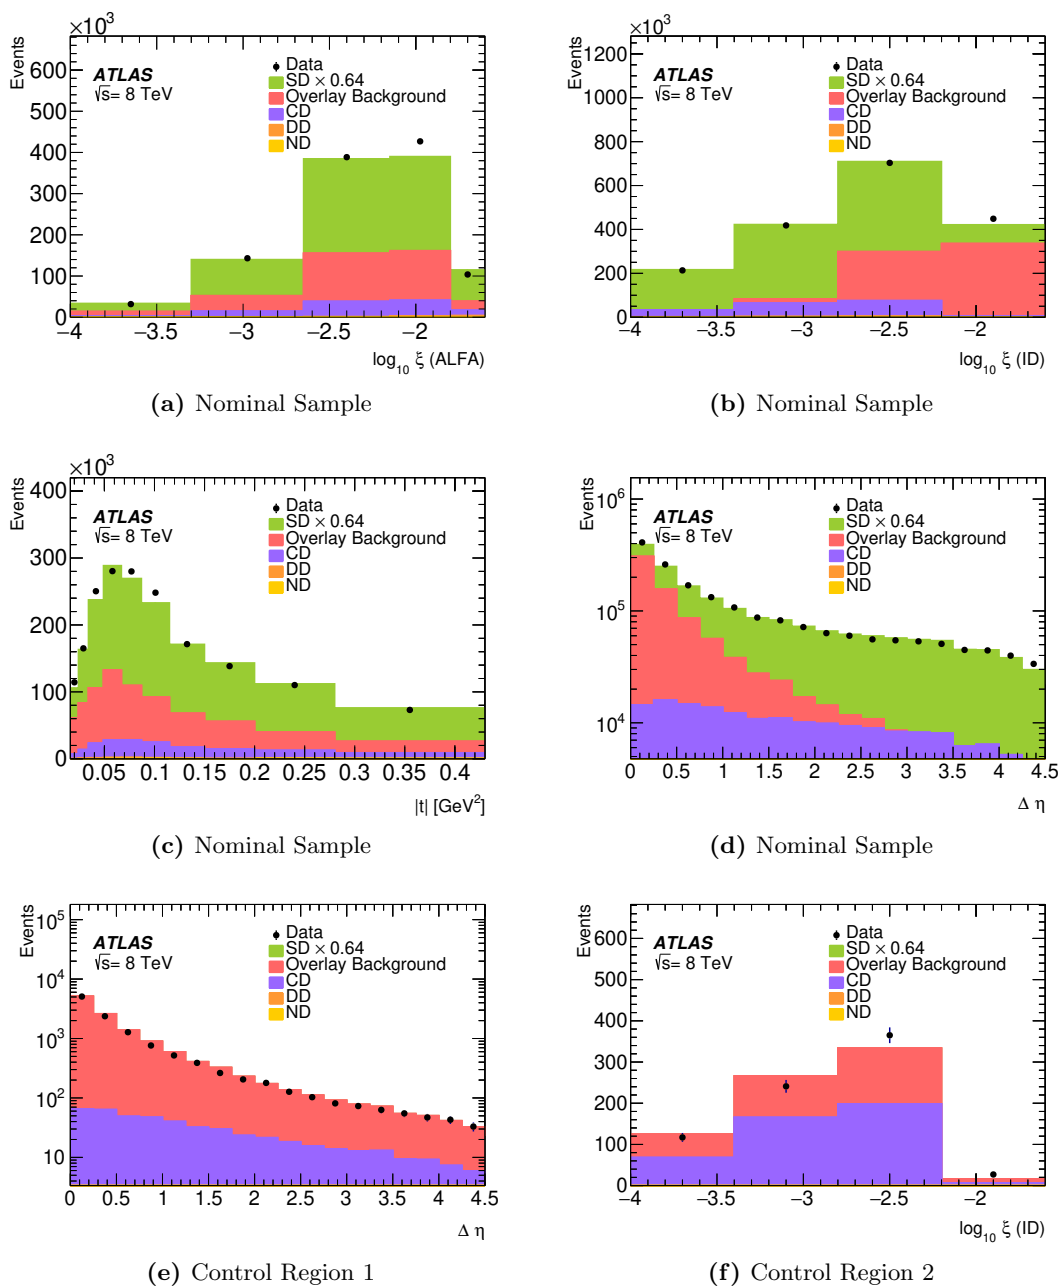 ×10³
Events
600
500
400
300
200
100
0
ATLAS
√s= 8 TeV
Data
SD × 0.64
Overlay Background
CD
DD
ND
−4 −3.5 −3 −2.5 −2
log₁₀ ξ (ALFA)
(a) Nominal Sample
×10³
Events
1200
1000
800
600
400
200
0
ATLAS
√s= 8 TeV
Data
SD × 0.64
Overlay Background
CD
DD
ND
−4 −3.5 −3 −2.5 −2
log₁₀ ξ (ID)
(b) Nominal Sample
×10³
Events
400
300
200
100
0
ATLAS
√s= 8 TeV
Data
SD × 0.64
Overlay Background
CD
DD
ND
0.05 0.1 0.15 0.2 0.25 0.3 0.35 0.4
|t| [GeV²]
(c) Nominal Sample
Events
10⁶
10⁵
10⁴
ATLAS
√s= 8 TeV
Data
SD × 0.64
Overlay Background
CD
DD
ND
0 0.5 1 1.5 2 2.5 3 3.5 4 4.5
Δ η
(d) Nominal Sample
Events
10⁵
10⁴
10³
10²
10
ATLAS
√s= 8 TeV
Data
SD × 0.64
Overlay Background
CD
DD
ND
0 0.5 1 1.5 2 2.5 3 3.5 4 4.5
Δ η
(e) Control Region 1
Events
600
500
400
300
200
100
0
ATLAS
√s= 8 TeV
Data
SD × 0.64
Overlay Background
CD
DD
ND
−4 −3.5 −3 −2.5 −2
log₁₀ ξ (ID)
(f) Control Region 2